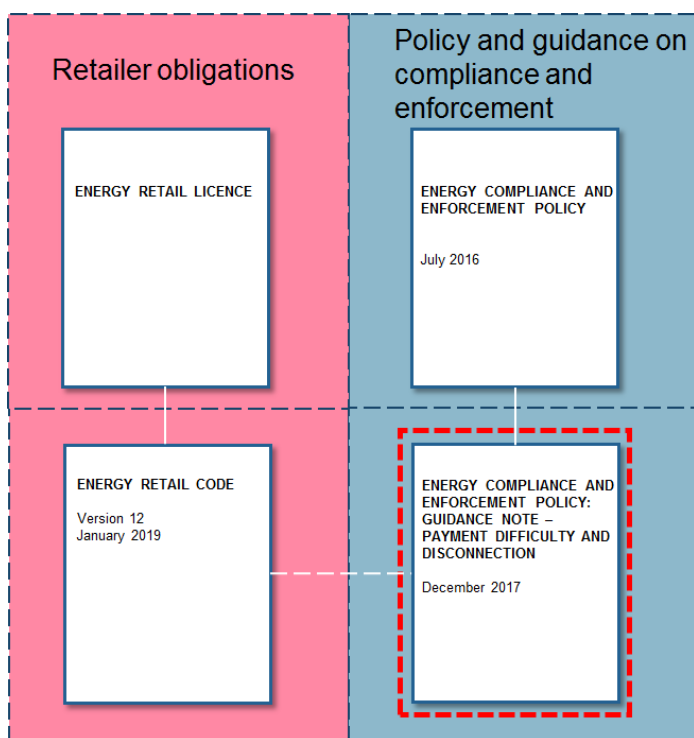 Retailer obligations
Policy and guidance on
compliance and
enforcement
ENERGY RETAIL LICENCE
ENERGY COMPLIANCE AND
ENFORCEMENT POLICY
July 2016
ENERGY RETAIL CODE
Version 12
January 2019
ENERGY COMPLIANCE AND
ENFORCEMENT POLICY:
GUIDANCE NOTE –
PAYMENT DIFFICULTY AND
DISCONNECTION
December 2017